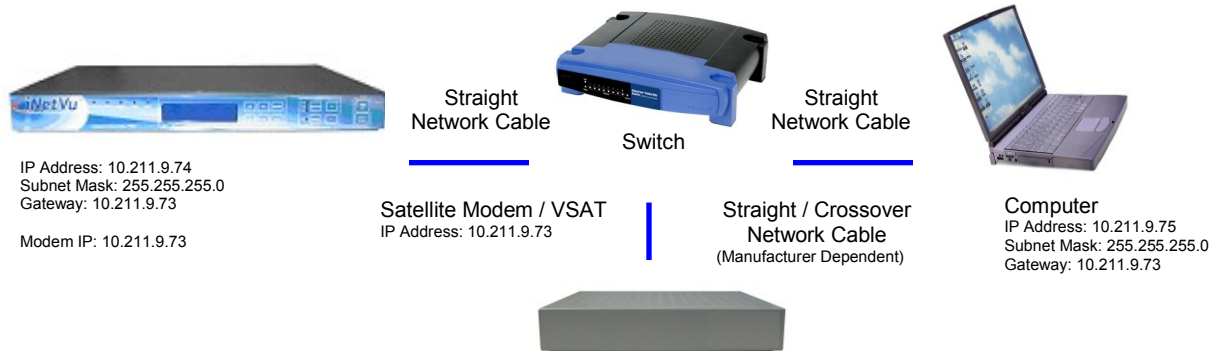 iNetVu
Straight
Network Cable
Switch
Straight
Network Cable
IP Address: 10.211.9.74
Subnet Mask: 255.255.255.0
Gateway: 10.211.9.73
Modem IP: 10.211.9.73
Satellite Modem / VSAT
IP Address: 10.211.9.73
Straight / Crossover
Network Cable
(Manufacturer Dependent)
Computer
IP Address: 10.211.9.75
Subnet Mask: 255.255.255.0
Gateway: 10.211.9.73